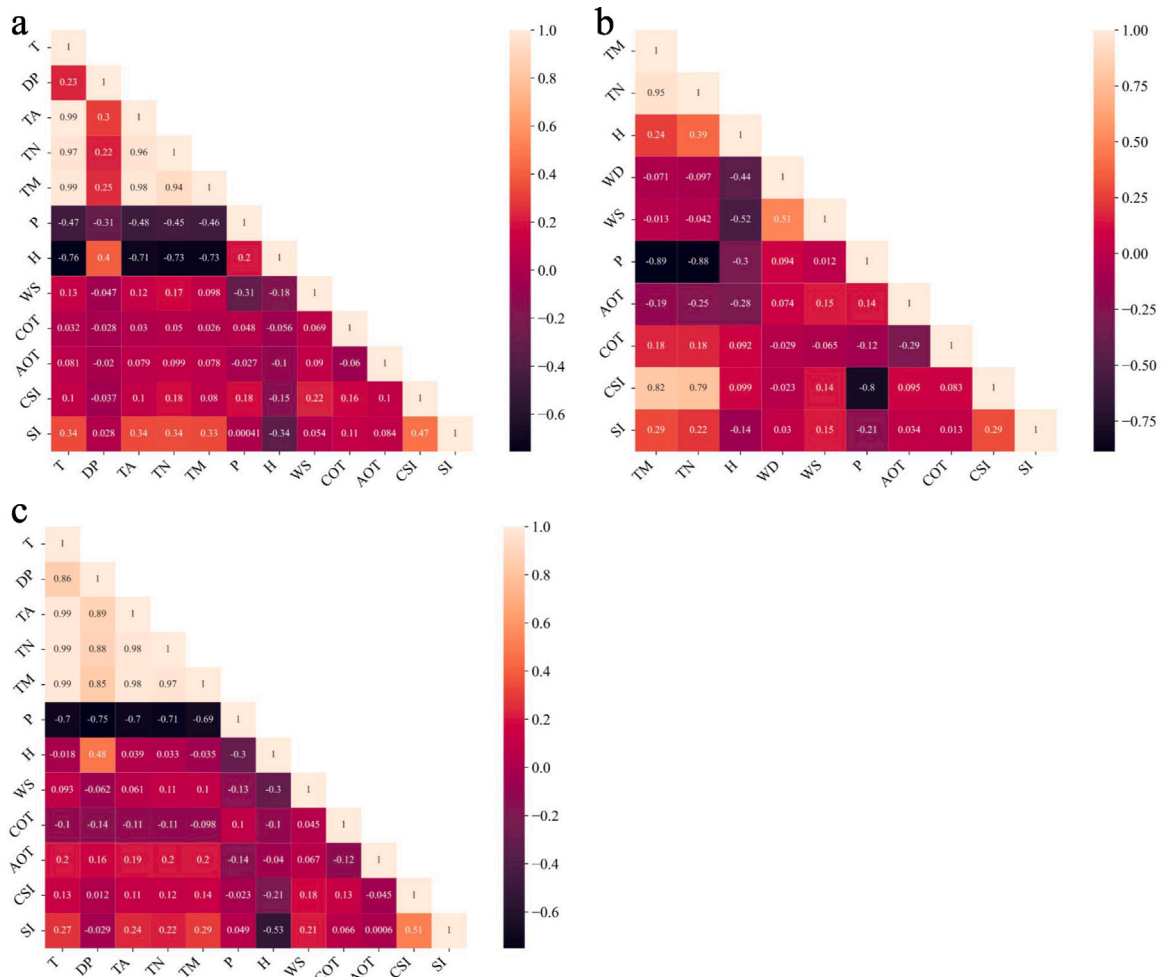 a
T 1
DP 0.23 1
TA 0.99 0.3 1
TN 0.97 0.22 0.96 1
TM 0.99 0.25 0.98 0.94 1
P -0.47 -0.31 -0.48 -0.45 -0.46 1
H -0.76 0.4 -0.71 -0.73 -0.73 0.2 1
WS 0.13 -0.047 0.12 0.17 0.098 -0.31 -0.18 1
COT 0.032 -0.028 0.03 0.05 0.026 0.048 -0.056 0.069 1
AOT 0.081 -0.02 0.079 0.099 0.078 -0.027 -0.1 0.09 -0.06 1
CSI 0.1 -0.037 0.1 0.18 0.08 0.18 -0.15 0.22 0.16 0.1 1
SI 0.34 0.028 0.34 0.34 0.33 0.00041 -0.34 0.054 0.11 0.084 0.47 1
T DP TA TN TM P H WS COT AOT CSI SI
1.0
0.8
0.6
0.4
0.2
0.0
−0.2
−0.4
−0.6
b
TM 1
TN 0.95 1
H 0.24 0.39 1
WD -0.071 -0.097 -0.44 1
WS -0.013 -0.042 -0.52 0.51 1
P -0.89 -0.88 -0.3 0.094 0.012 1
AOT -0.19 -0.25 -0.28 0.074 0.15 0.14 1
COT 0.18 0.18 0.092 -0.029 -0.065 -0.12 -0.29 1
CSI 0.82 0.79 0.099 -0.023 0.14 -0.8 0.095 0.083 1
SI 0.29 0.22 -0.14 0.03 0.15 -0.21 0.034 0.013 0.29 1
TM TN H WD WS P AOT COT CSI SI
1.00
0.75
0.50
0.25
0.00
−0.25
−0.50
−0.75
c
T 1
DP 0.86 1
TA 0.99 0.89 1
TN 0.99 0.88 0.98 1
TM 0.99 0.85 0.98 0.97 1
P -0.7 -0.75 -0.7 -0.71 -0.69 1
H -0.018 0.48 0.039 0.033 -0.035 -0.3 1
WS 0.093 -0.062 0.061 0.11 0.1 -0.13 -0.3 1
COT -0.1 -0.14 -0.11 -0.11 -0.098 0.1 -0.1 0.045 1
AOT 0.2 0.16 0.19 0.2 0.2 -0.14 -0.04 0.067 -0.12 1
CSI 0.13 0.012 0.11 0.12 0.14 -0.023 -0.21 0.18 0.13 -0.045 1
SI 0.27 -0.029 0.24 0.22 0.29 0.049 -0.53 0.21 0.066 0.0006 0.51 1
T DP TA TN TM P H WS COT AOT CSI SI
1.0
0.8
0.6
0.4
0.2
0.0
−0.2
−0.4
−0.6